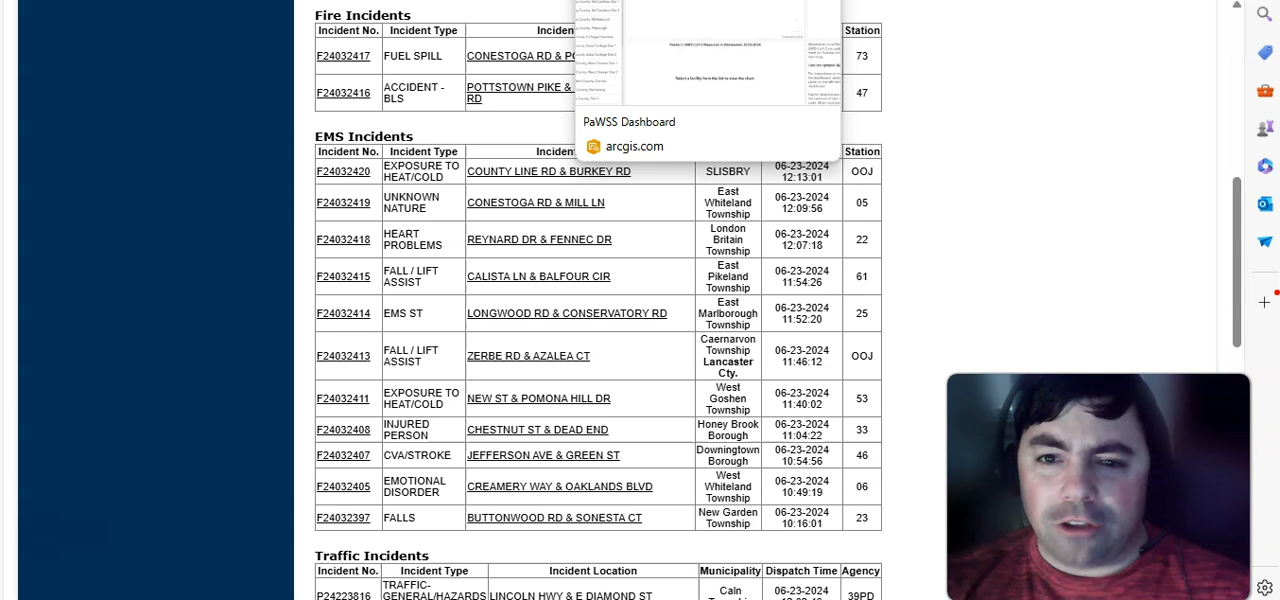 Fire Incidents
Incident No. Incident Type Station
F24032417 FUEL SPILL CONESTOGA RD & 73
F24032416 ACCIDENT - BLS POTTSTOWN PIKE & RD 47
Select a facility from the list to view the chart.
PaWSS Dashboard
arcgis.com
EMS Incidents
Incident No. Incident Type Station
F24032420 EXPOSURE TO HEAT/COLD COUNTY LINE RD & BURKEY RD SLISBRY 06-23-2024 12:13:01 OOJ
F24032419 UNKNOWN NATURE CONESTOGA RD & MILL LN East Whiteland Township 06-23-2024 12:09:56 05
F24032418 HEART PROBLEMS REYNARD DR & FENNEC DR London Britain Township 06-23-2024 12:07:18 22
F24032415 FALL / LIFT ASSIST CALISTA LN & BALFOUR CIR East Pikeland Township 06-23-2024 11:54:26 61
F24032414 EMS ST LONGWOOD RD & CONSERVATORY RD East Marlborough Township 06-23-2024 11:52:20 25
F24032413 FALL / LIFT ASSIST ZERBE RD & AZALEA CT Caernarvon Township Lancaster Cty. 06-23-2024 11:46:12 OOJ
F24032411 EXPOSURE TO HEAT/COLD NEW ST & POMONA HILL DR West Goshen Township 06-23-2024 11:40:02 53
F24032408 INJURED PERSON CHESTNUT ST & DEAD END Honey Brook Borough 06-23-2024 11:04:22 33
F24032407 CVA/STROKE JEFFERSON AVE & GREEN ST Downingtown Borough 06-23-2024 10:54:56 46
F24032405 EMOTIONAL DISORDER CREAMERY WAY & OAKLANDS BLVD West Whiteland Township 06-23-2024 10:49:19 06
F24032397 FALLS BUTTONWOOD RD & SONESTA CT New Garden Township 06-23-2024 10:16:01 23
Traffic Incidents
Incident No. Incident Type Incident Location Municipality Dispatch Time Agency
P24223816 TRAFFIC-GENERAL/HAZARDS LINCOLN HWY & E DIAMOND ST Caln 06-23-2024 39PD